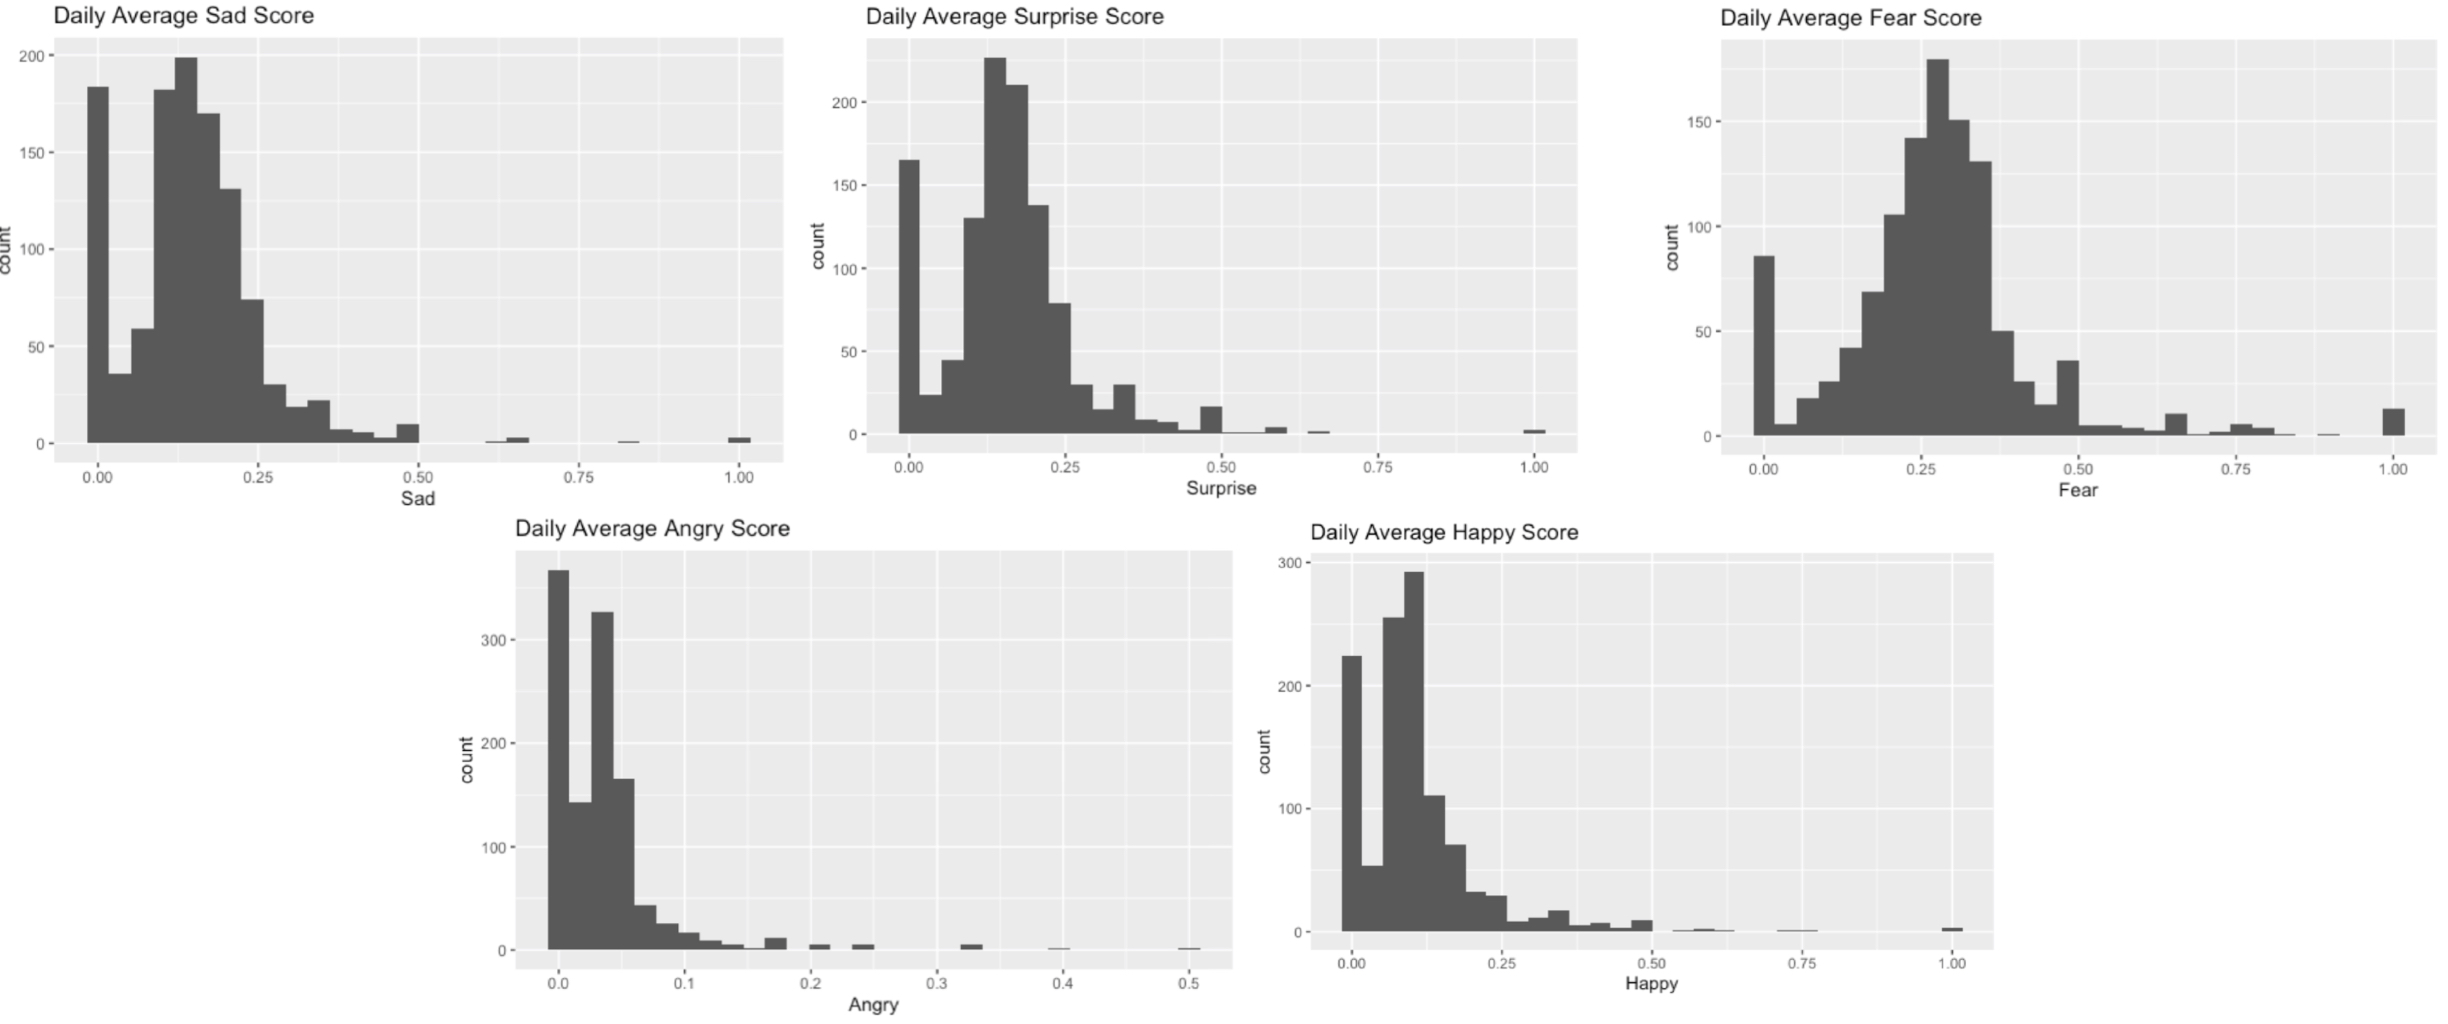 Daily Average Sad Score
200
150
100
50
0
count
0.00 0.25 0.50 0.75 1.00
Sad
Daily Average Surprise Score
200
150
100
50
0
count
0.00 0.25 0.50 0.75 1.00
Surprise
Daily Average Fear Score
150
100
50
0
count
0.00 0.25 0.50 0.75 1.00
Fear
Daily Average Angry Score
300
200
100
0
count
0.0 0.1 0.2 0.3 0.4 0.5
Angry
Daily Average Happy Score
300
200
100
0
count
0.00 0.25 0.50 0.75 1.00
Happy